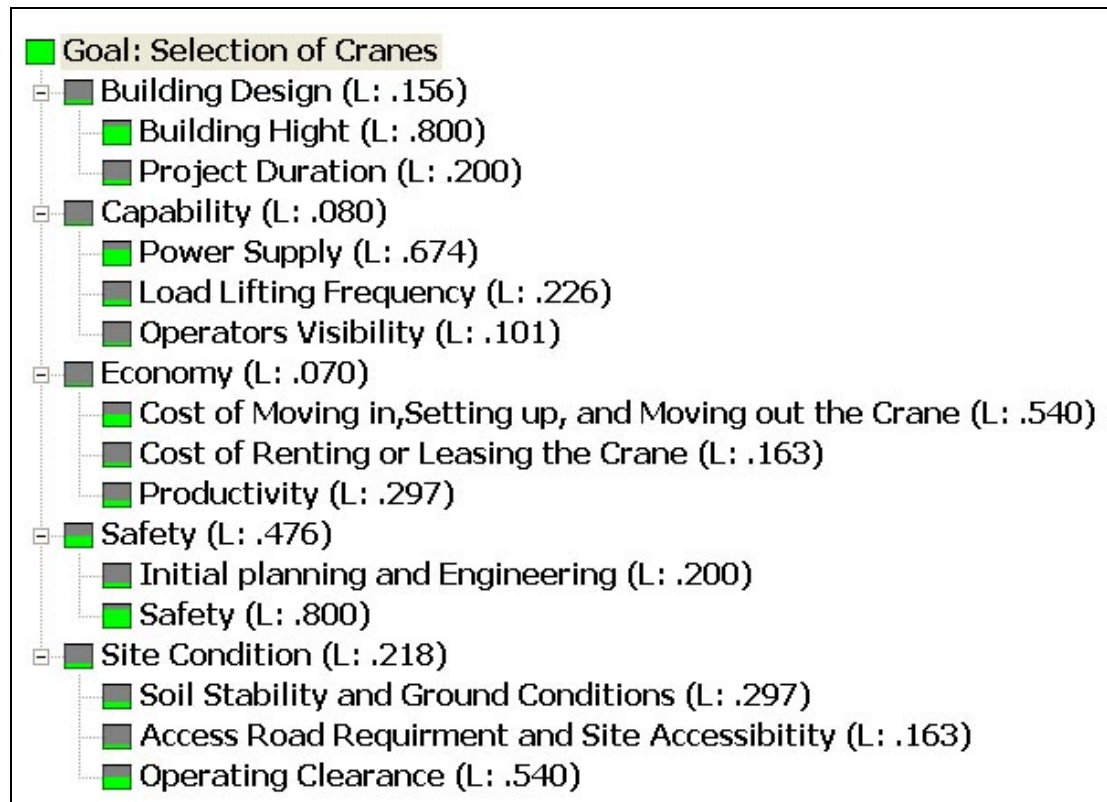 Goal: Selection of Cranes
Building Design (L: .156)
Building Hight (L: .800)
Project Duration (L: .200)
Capability (L: .080)
Power Supply (L: .674)
Load Lifting Frequency (L: .226)
Operators Visibility (L: .101)
Economy (L: .070)
Cost of Moving in,Setting up, and Moving out the Crane (L: .540)
Cost of Renting or Leasing the Crane (L: .163)
Productivity (L: .297)
Safety (L: .476)
Initial planning and Engineering (L: .200)
Safety (L: .800)
Site Condition (L: .218)
Soil Stability and Ground Conditions (L: .297)
Access Road Requirment and Site Accessibitity (L: .163)
Operating Clearance (L: .540)